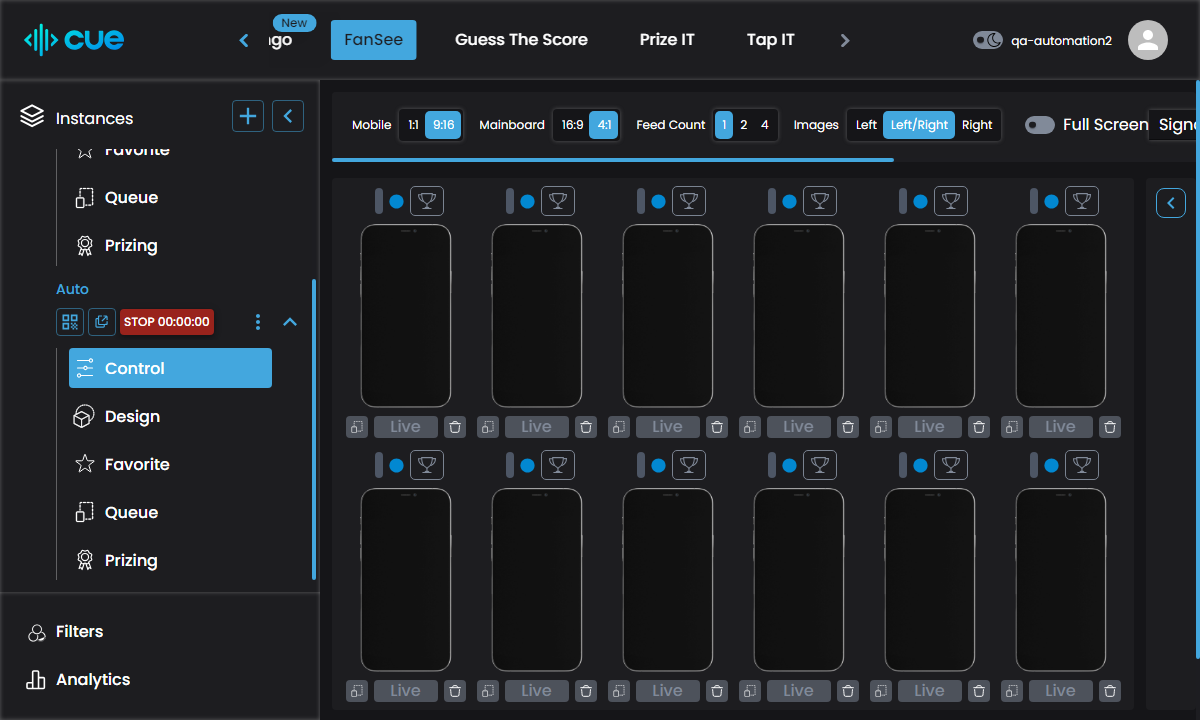 cue
New
ngo
FanSee
Guess The Score
Prize IT
Tap IT
qa-automation2
Instances
Favorite
Queue
Prizing
Auto
STOP 00:00:00
Control
Design
Favorite
Queue
Prizing
Filters
Analytics
Mobile 1:1 9:16
Mainboard 16:9 4:1
Feed Count 1 2 4
Images Left Left/Right Right
Full Screen
Live Live Live Live Live Live
Live Live Live Live Live Live